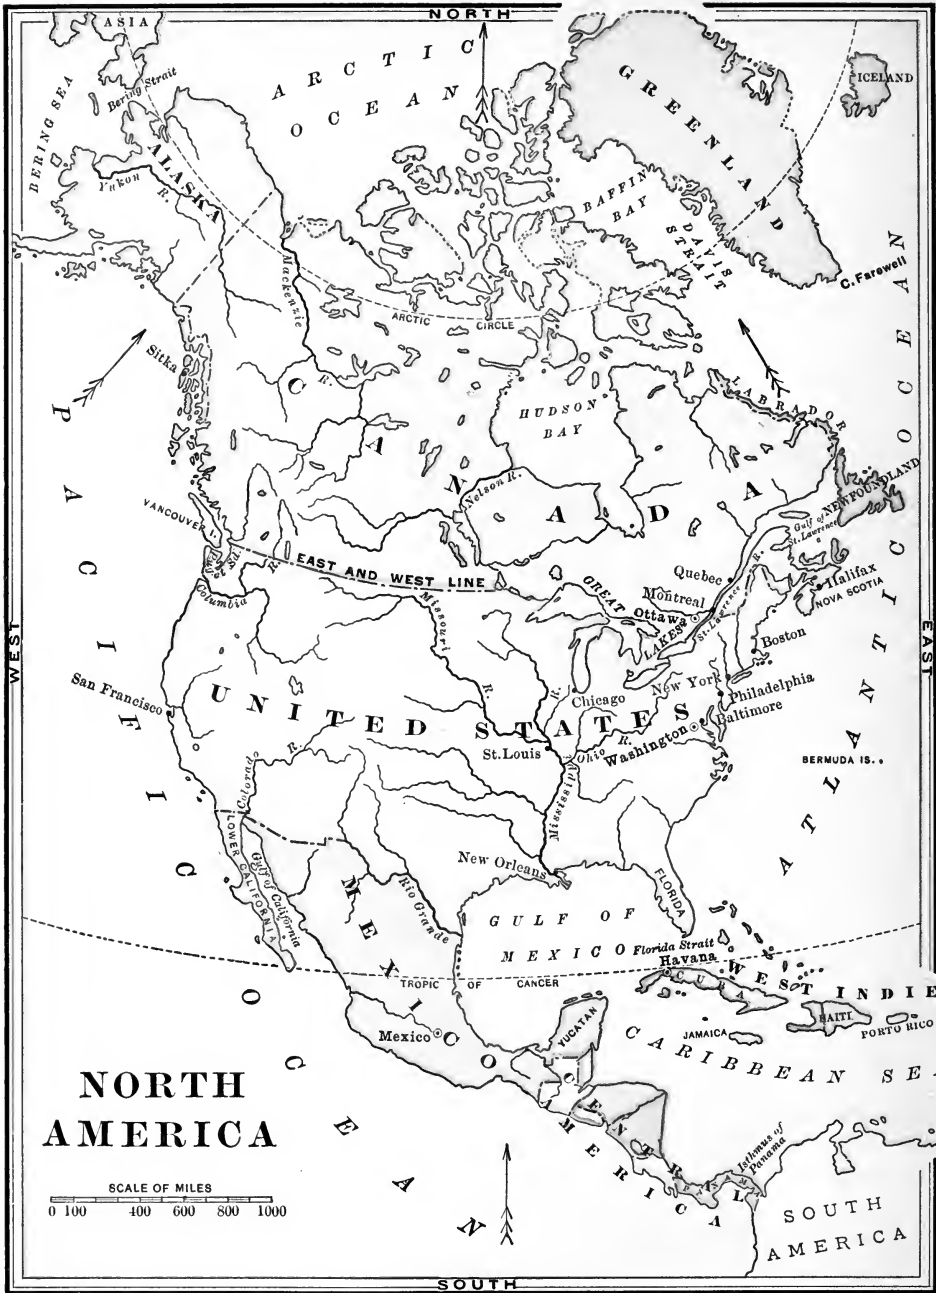 NORTH
ASIA
ARCTIC
OCEAN
GREENLAND
ICELAND
BERING SEA
Bering Strait
ALASKA
Yukon
R.
BAFFIN
BAY
DAVIS
STRAIT
C. Farewell
Mackenzie
R.
ARCTIC CIRCLE
Sitka
CANADA
HUDSON
BAY
LABRADOR
PACIFIC OCEAN
ATLANTIC OCEAN
Nelson R.
NEWFOUNDLAND
Gulf of
St. Lawrence
VANCOUVER I.
Sd.
R.
EAST AND WEST LINE
Columbia
Missouri
R.
GREAT
LAKES
Quebec
Montreal
Ottawa
St. Lawrence R.
Halifax
NOVA SCOTIA
WEST
EAST
Boston
San Francisco
UNITED STATES
Chicago
R.
New York
Philadelphia
Baltimore
Washington
St. Louis
Ohio R.
Mississippi
BERMUDA IS.
Colorado
R.
LOWER CALIFORNIA
Gulf of California
MEXICO
Rio Grande
New Orleans
FLORIDA
GULF OF
MEXICO
Florida Strait
Havana
CUBA
WEST INDIE
TROPIC OF CANCER
HAITI
PORTO RICO
JAMAICA
Mexico
YUCATAN
CARIBBEAN SEA
CENTRAL
AMERICA
Isthmus of
Panama
PANAMA
SOUTH
AMERICA
NORTH
AMERICA
SCALE OF MILES
0 100 400 600 800 1000
SOUTH